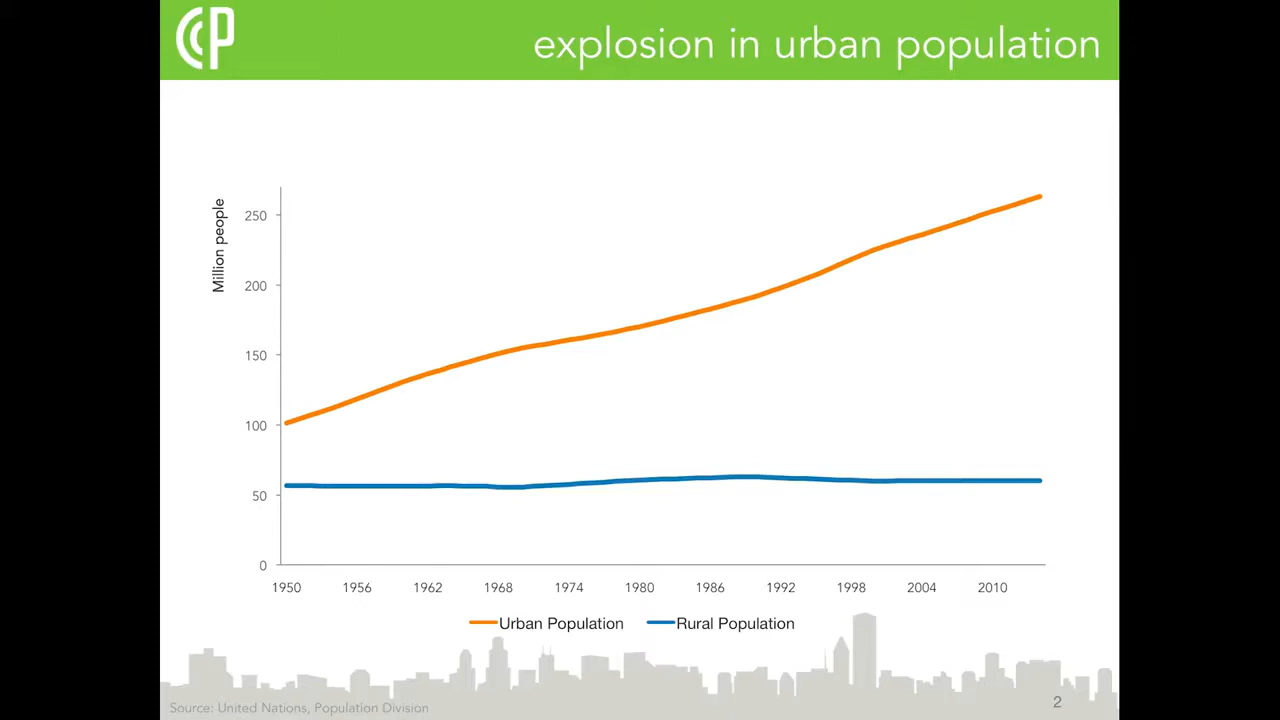 CCP
explosion in urban population
Million people
250
200
150
100
50
0
1950 1956 1962 1968 1974 1980 1986 1992 1998 2004 2010
Urban Population Rural Population
Source: United Nations, Population Division
2